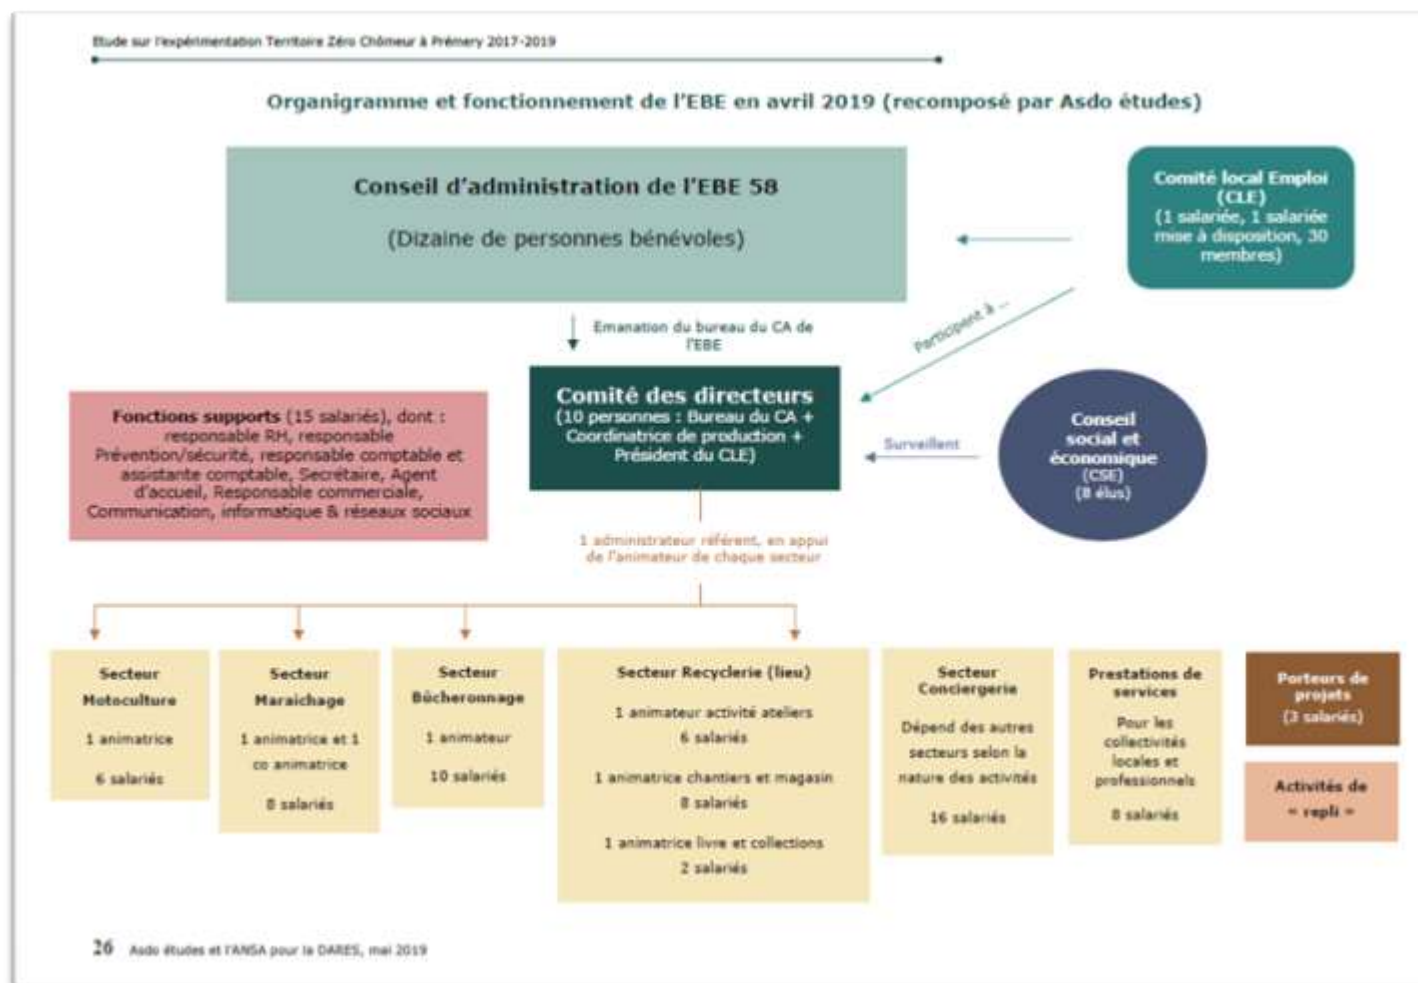 Etude sur l'expérimentation Territoire Zéro Chômeur à Prémery 2017-2019
Organigramme et fonctionnement de l'EBE en avril 2019 (recomposé par Asdo études)
Conseil d'administration de l'EBE 58
(Dizaine de personnes bénévoles)
Comité local Emploi
(CLE)
(1 salariée, 1 salariée
mise à disposition, 30
membres)
Emanation du bureau du CA de
l'EBE
Participent à ...
Comité des directeurs
(10 personnes : Bureau du CA +
Coordinatrice de production +
Président du CLE)
Fonctions supports (15 salariés), dont :
responsable RH, responsable
Prévention/sécurité, responsable comptable et
assistante comptable, Secrétaire, Agent
d'accueil, Responsable commerciale,
Communication, informatique & réseaux sociaux
Surveillent
Conseil
social et
économique
(CSE)
(8 élus)
1 administrateur référent, en appui
de l'animateur de chaque secteur
Secteur
Motoculture
1 animatrice
6 salariés
Secteur
Maraichage
1 animatrice et 1
co animatrice
8 salariés
Secteur
Bûcheronnage
1 animateur
10 salariés
Secteur Recyclerie (lieu)
1 animateur activité ateliers
6 salariés
1 animatrice chantiers et magasin
8 salariés
1 animatrice livre et collections
2 salariés
Secteur
Conciergerie
Dépend des autres
secteurs selon la
nature des activités
16 salariés
Prestations de
services
Pour les
collectivités
locales et
professionnels
8 salariés
Porteurs de
projets
(3 salariés)
Activités de
« repli »
26 Asdo études et l'ANSA pour la DARES, mai 2019